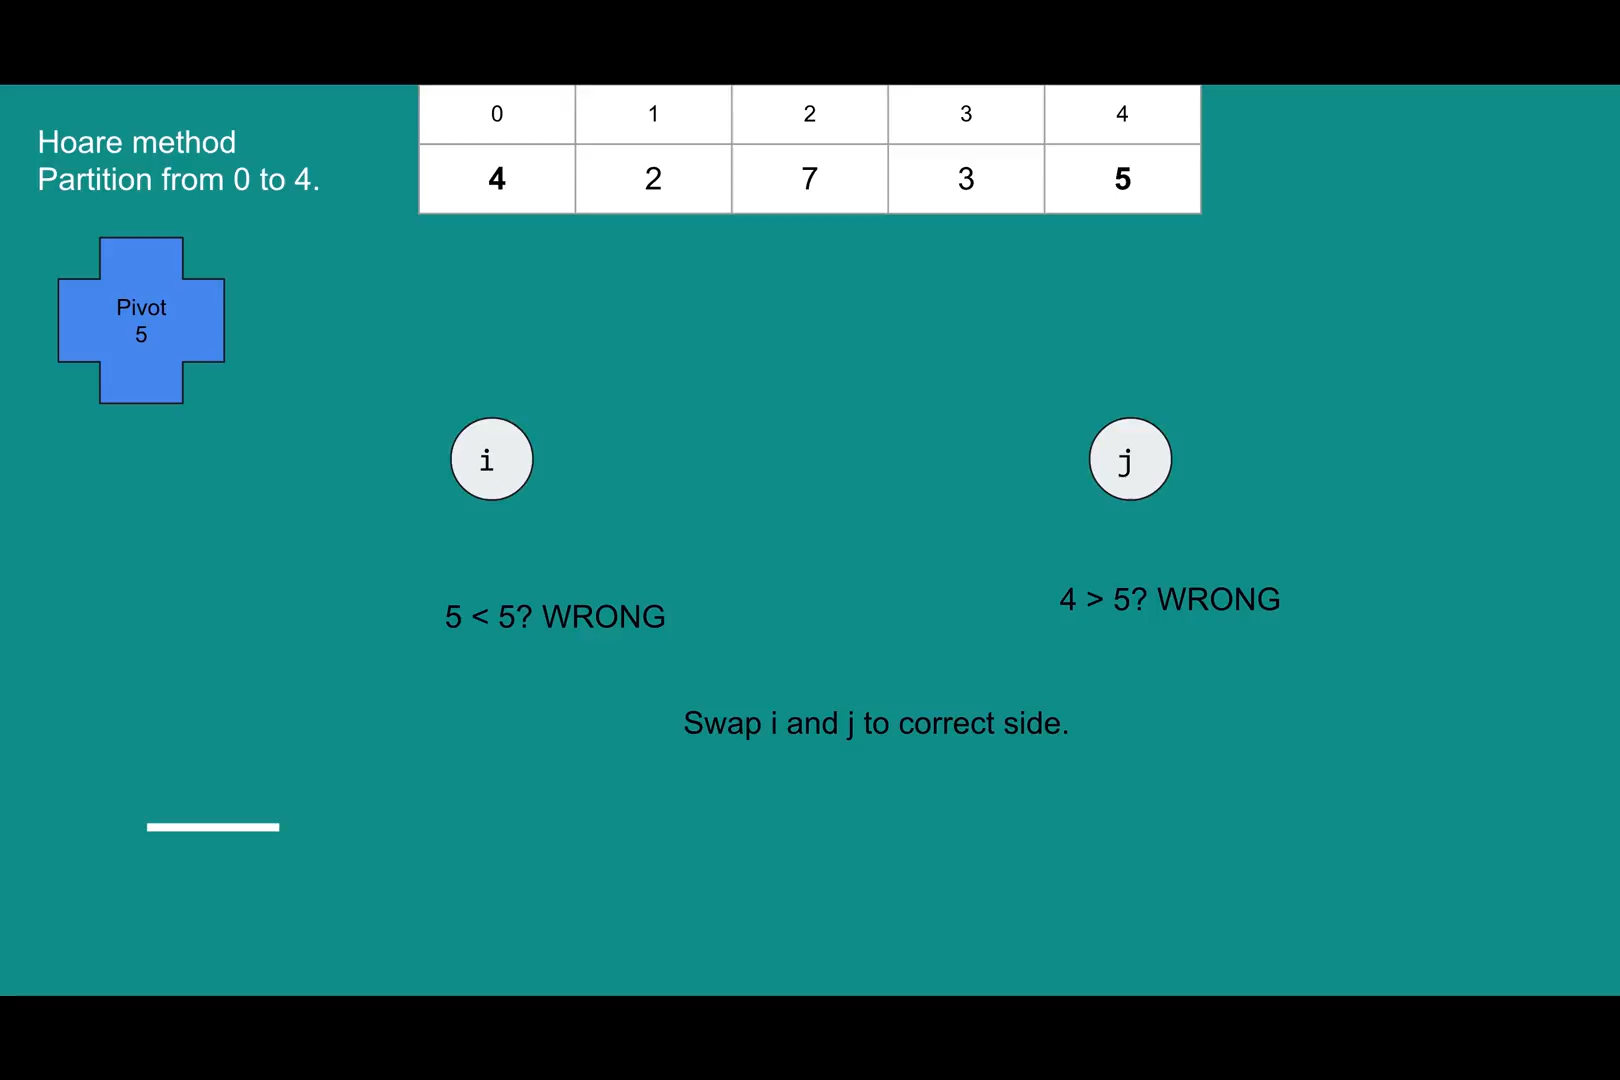 Hoare method
Partition from 0 to 4.
0 1 2 3 4
4 2 7 3 5
Pivot
5
i j
5 < 5? WRONG
4 > 5? WRONG
Swap i and j to correct side.